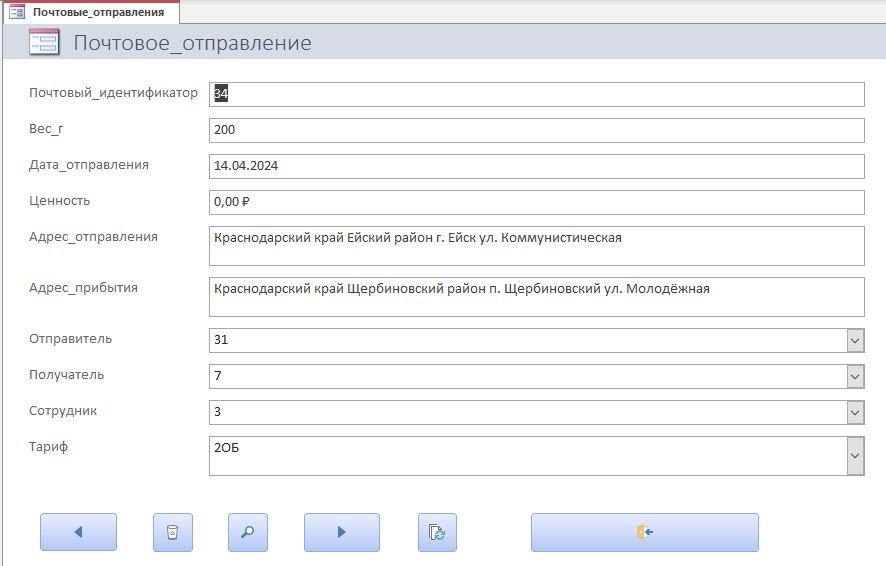 Почтовые_отправления
Почтовое_отправление
Почтовый_идентификатор 34
Вес_г 200
Дата_отправления 14.04.2024
Ценность 0,00 ₽
Адрес_отправления Краснодарский край Ейский район г. Ейск ул. Коммунистическая
Адрес_прибытия Краснодарский край Щербиновский район п. Щербиновский ул. Молодёжная
Отправитель 31
Получатель 7
Сотрудник 3
Тариф 2ОБ